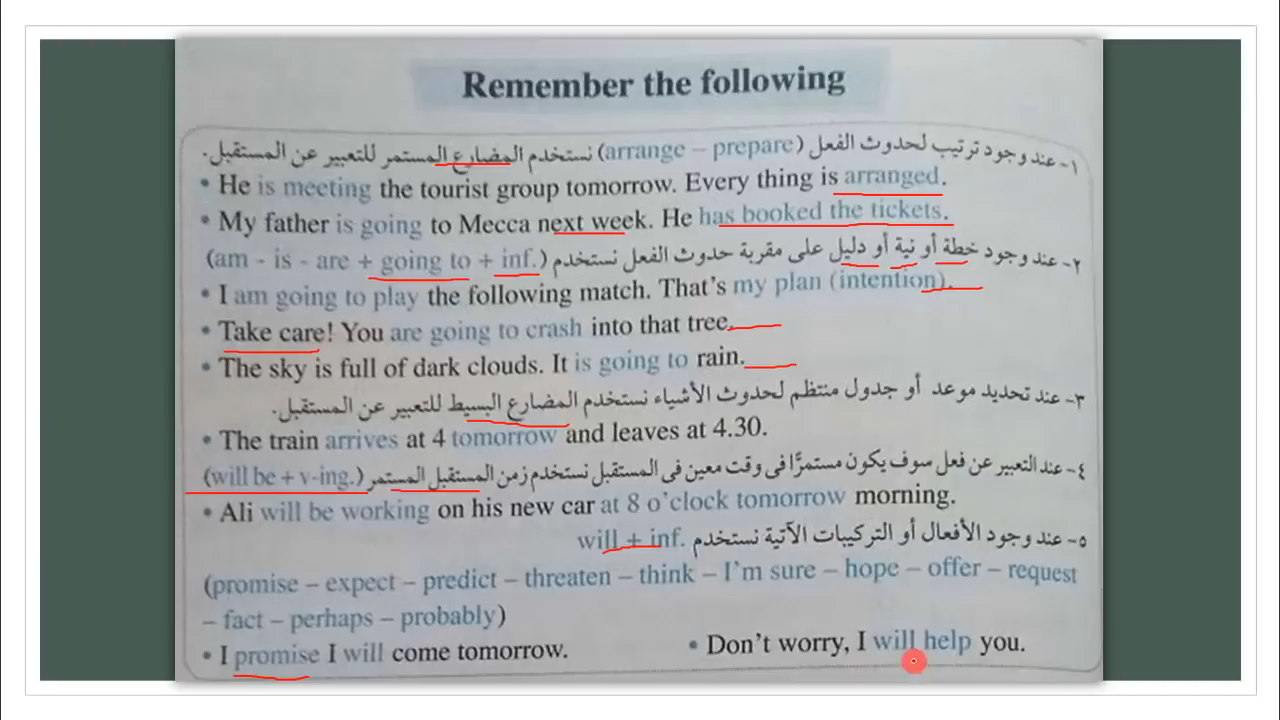 Remember the following
١- عند وجود ترتيب لحدوث الفعل (arrange – prepare) نستخدم المضارع المستمر للتعبير عن المستقبل.
• He is meeting the tourist group tomorrow. Every thing is arranged.
• My father is going to Mecca next week. He has booked the tickets.
٢- عند وجود خطة أو نية أو دليل على مقربة حدوث الفعل نستخدم (am - is - are + going to + inf.)
• I am going to play the following match. That's my plan (intention).
• Take care! You are going to crash into that tree.
• The sky is full of dark clouds. It is going to rain.
٣- عند تحديد موعد أو جدول منتظم لحدوث الأشياء نستخدم المضارع البسيط للتعبير عن المستقبل.
• The train arrives at 4 tomorrow and leaves at 4.30.
٤- عند التعبير عن فعل سوف يكون مستمرًّا فى وقت معين فى المستقبل نستخدم زمن المستقبل المستمر (will be + v-ing.)
• Ali will be working on his new car at 8 o'clock tomorrow morning.
٥- عند وجود الأفعال أو التركيبات الآتية نستخدم will + inf.
(promise – expect – predict – threaten – think – I'm sure – hope – offer – request
– fact – perhaps – probably)
• I promise I will come tomorrow. • Don't worry, I will help you.